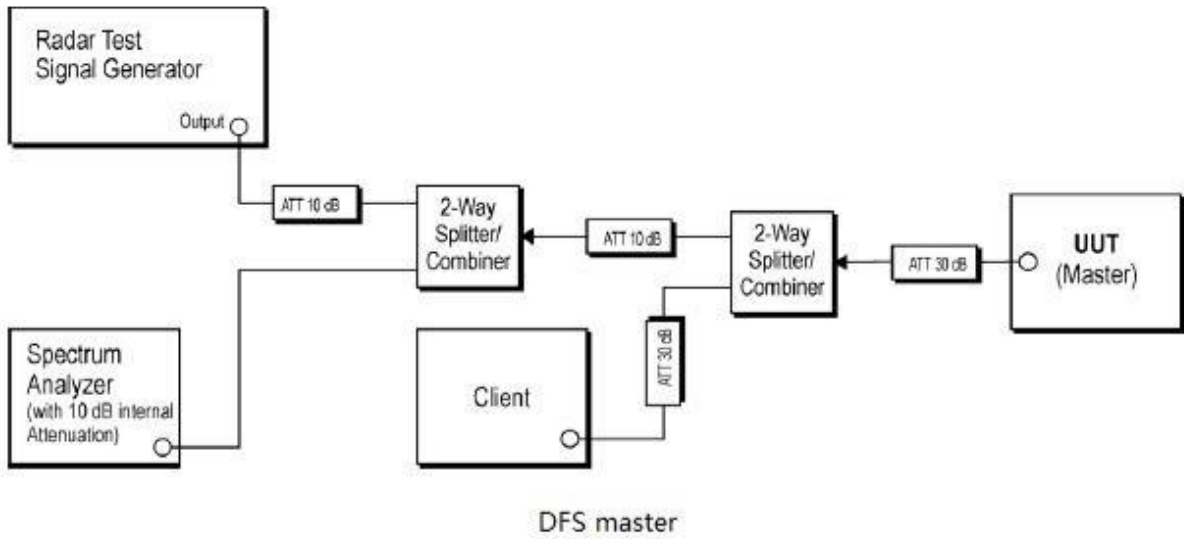 Radar Test
Signal Generator
Output
ATT 10 dB
2-Way
Splitter/
Combiner
ATT 10 dB
2-Way
Splitter/
Combiner
ATT 30 dB
UUT
(Master)
Spectrum
Analyzer
(with 10 dB internal
Attenuation)
Client
ATT 30 dB
DFS master